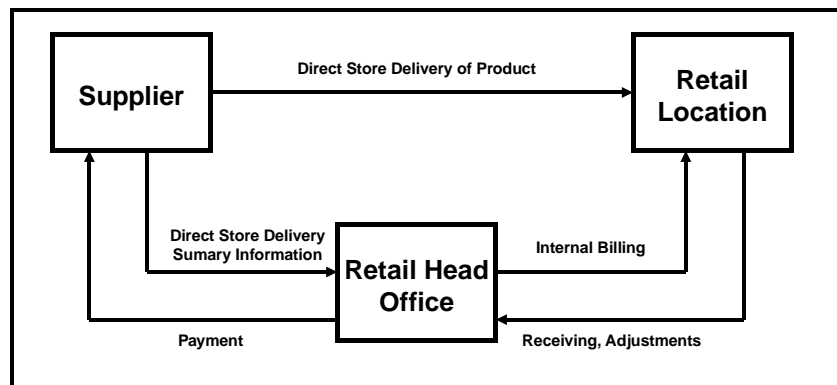 Direct Store Delivery of Product
Supplier
Retail
Location
Direct Store Delivery
Sumary Information
Internal Billing
Retail Head
Office
Payment
Receiving, Adjustments